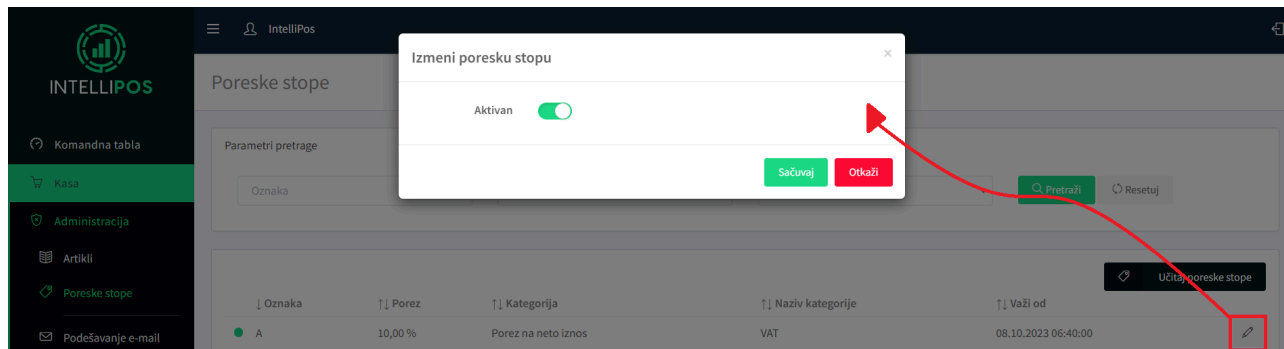 IntelliPos
INTELLIPOS
Komandna tabla
Kasa
Administracija
Artikli
Poreske stope
Podešavanje e-mail
Poreske stope
Izmeni poresku stopu
×
Aktivan
Sačuvaj Otkaži
Parametri pretrage
Oznaka
Pretraži Resetuj
Učitaj poreske stope
↓ Oznaka ↑↓ Porez ↑↓ Kategorija ↑↓ Naziv kategorije ↑↓ Važi od
A 10,00 % Porez na neto iznos VAT 08.10.2023 06:40:00